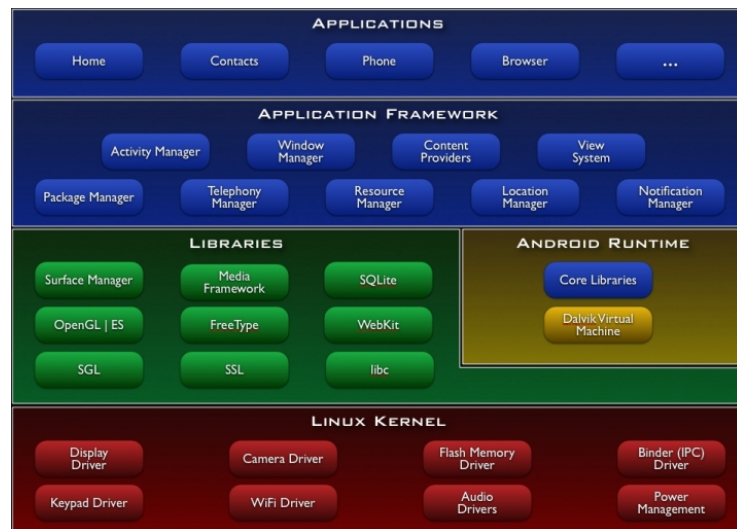 APPLICATIONS
Home
Contacts
Phone
Browser
...
APPLICATION FRAMEWORK
Activity Manager
Window
Manager
Content
Providers
View
System
Package Manager
Telephony
Manager
Resource
Manager
Location
Manager
Notification
Manager
LIBRARIES
Surface Manager
Media
Framework
SQLite
OpenGL | ES
FreeType
WebKit
SGL
SSL
libc
ANDROID RUNTIME
Core Libraries
Dalvik Virtual
Machine
LINUX KERNEL
Display
Driver
Camera Driver
Flash Memory
Driver
Binder (IPC)
Driver
Keypad Driver
WiFi Driver
Audio
Drivers
Power
Management